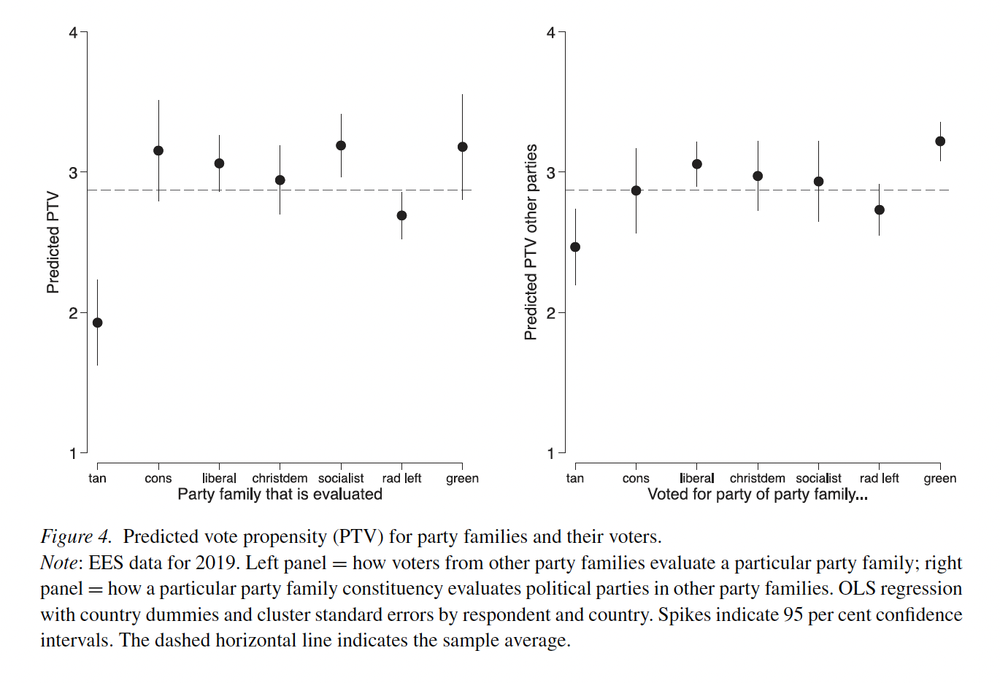 4
3
2
1
Predicted PTV
tan cons liberal christdem socialist rad left green
Party family that is evaluated
4
3
2
1
Predicted PTV other parties
tan cons liberal christdem socialist rad left green
Voted for party of party family...
Figure 4. Predicted vote propensity (PTV) for party families and their voters.
Note: EES data for 2019. Left panel = how voters from other party families evaluate a particular party family; right
panel = how a particular party family constituency evaluates political parties in other party families. OLS regression
with country dummies and cluster standard errors by respondent and country. Spikes indicate 95 per cent confidence
intervals. The dashed horizontal line indicates the sample average.